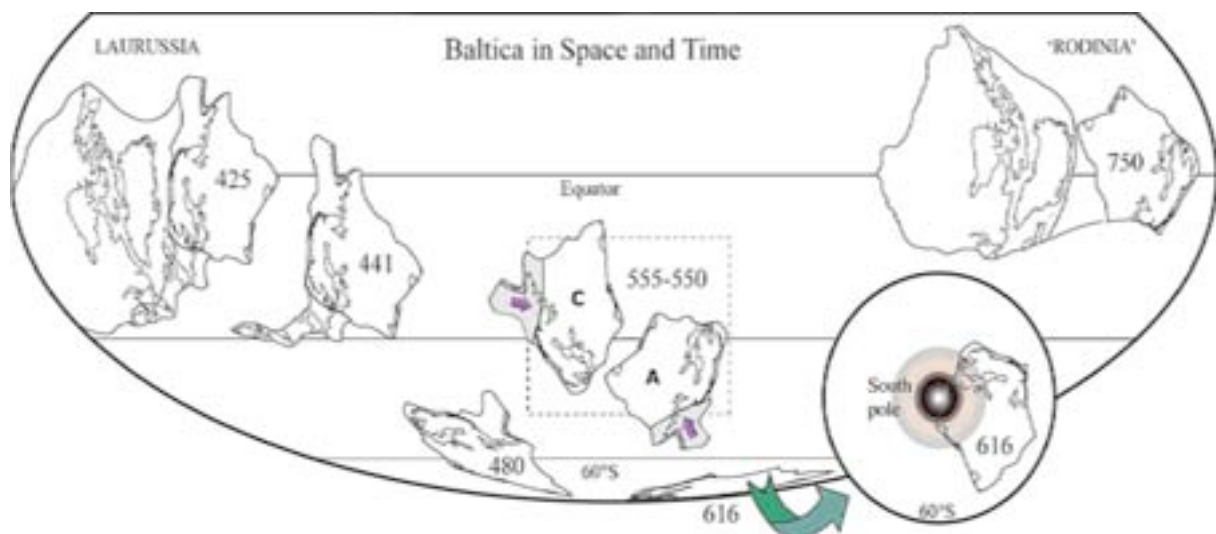 LAURUSSIA
Baltica in Space and Time
"RODINIA"
425
750
Equator
441
555-550
C
A
South
pole
616
480
60°S
616
60°S